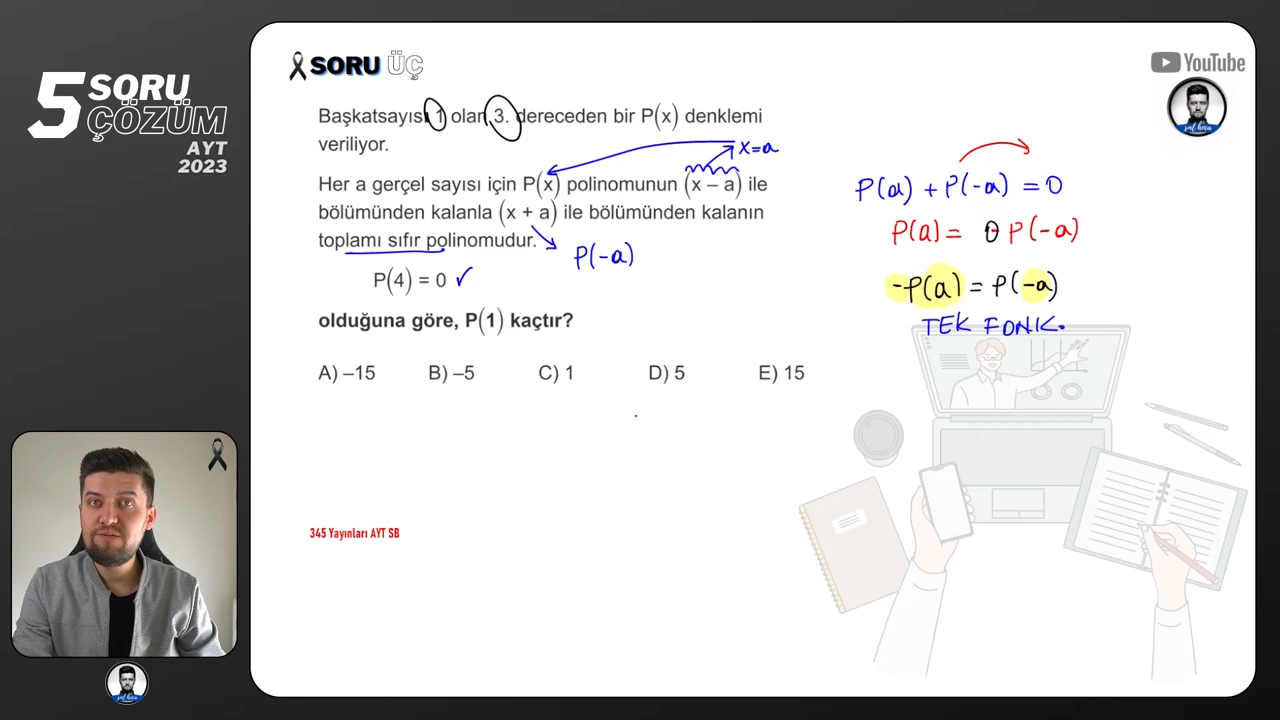 5 SORU
ÇÖZÜM
AYT
2023
SORU ÜÇ
YouTube
Başkatsayısı 1 olan, 3. dereceden bir P(x) denklemi
veriliyor.
x=a
Her a gerçel sayısı için P(x) polinomunun (x – a) ile
bölümünden kalanla (x + a) ile bölümünden kalanın
toplamı sıfır polinomudur.
P(-a)
P(4) = 0 ✓
olduğuna göre, P(1) kaçtır?
A) –15 B) –5 C) 1 D) 5 E) 15
P(a) + P(-a) = 0
P(a) = 0 - P(-a)
-P(a) = P(-a)
TEK FONK.
345 Yayınları AYT SB